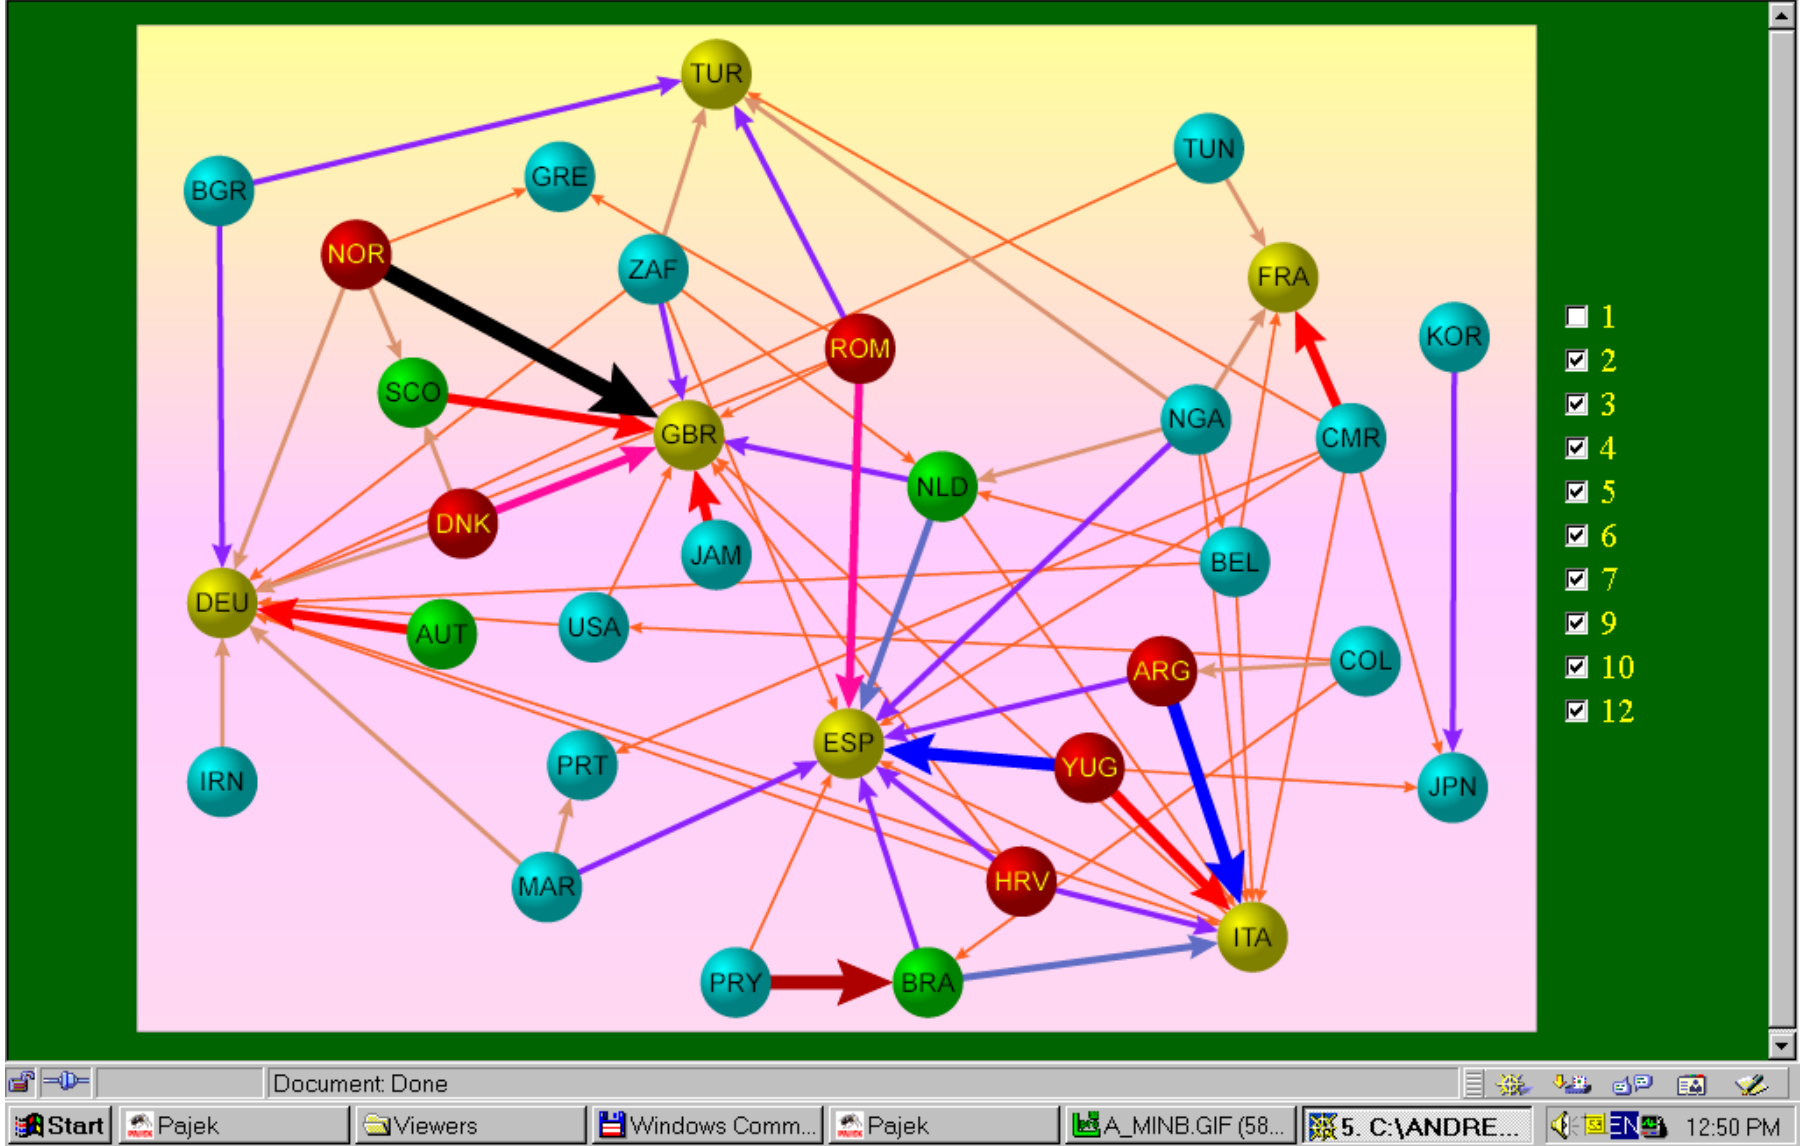 TUR
TUN
GRE
BGR
NOR
ZAF
FRA
1
KOR
ROM
2
SCO
3
NGA
GBR
CMR
4
NLD
5
DNK
6
JAM
BEL
7
DEU
9
USA
AUT
COL
10
ARG
12
ESP
PRT
YUG
IRN
JPN
HRV
MAR
ITA
PRY
BRA
Document: Done
Start Pajek Viewers Windows Comm... Pajek A_MINB.GIF (58... 5. C:\ANDRE... EN 12:50 PM